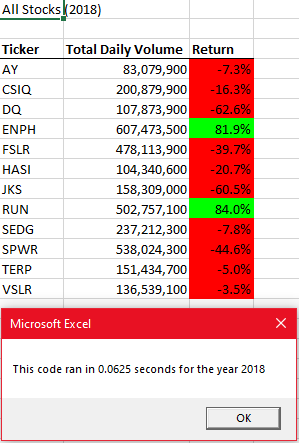 All Stocks (2018)
Ticker Total Daily Volume Return
AY 83,079,900 -7.3%
CSIQ 200,879,900 -16.3%
DQ 107,873,900 -62.6%
ENPH 607,473,500 81.9%
FSLR 478,113,900 -39.7%
HASI 104,340,600 -20.7%
JKS 158,309,000 -60.5%
RUN 502,757,100 84.0%
SEDG 237,212,300 -7.8%
SPWR 538,024,300 -44.6%
TERP 151,434,700 -5.0%
VSLR 136,539,100 -3.5%
Microsoft Excel
This code ran in 0.0625 seconds for the year 2018
OK